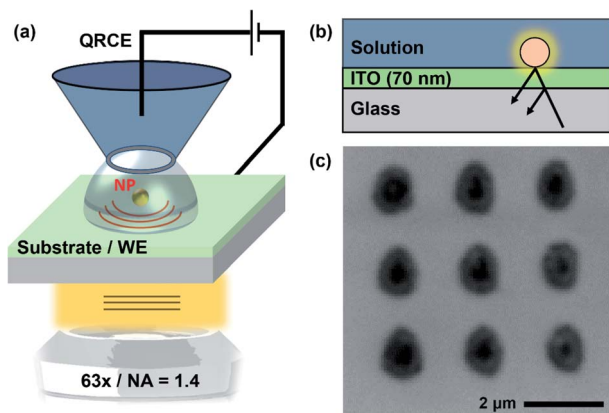 (a)
QRCE
NP
Substrate / WE
63x / NA = 1.4
(b)
Solution
ITO (70 nm)
Glass
(c)
2 µm